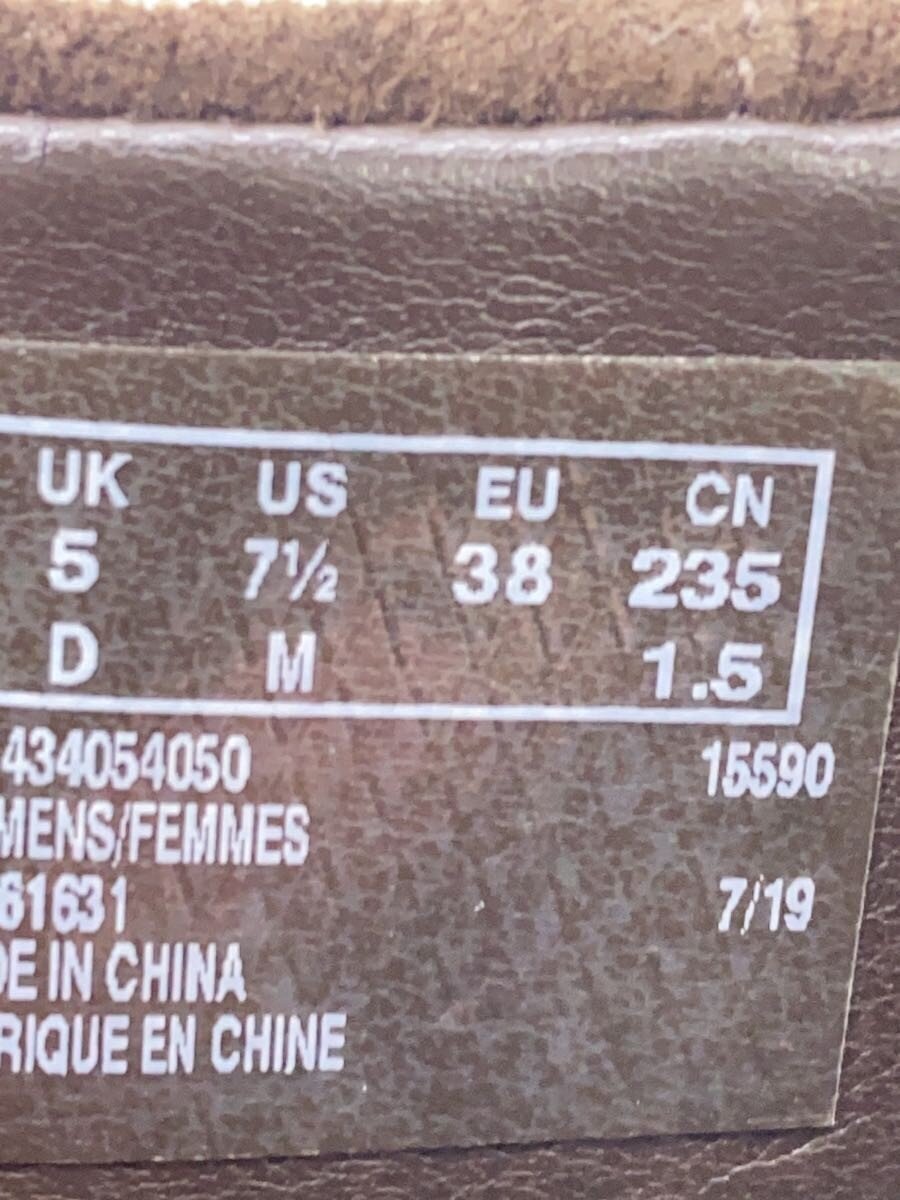 UK US EU CN
5 7½ 38 235
D M 1.5
434054050 15590
MENS/FEMMES
61631 7/19
DE IN CHINA
RIQUE EN CHINE